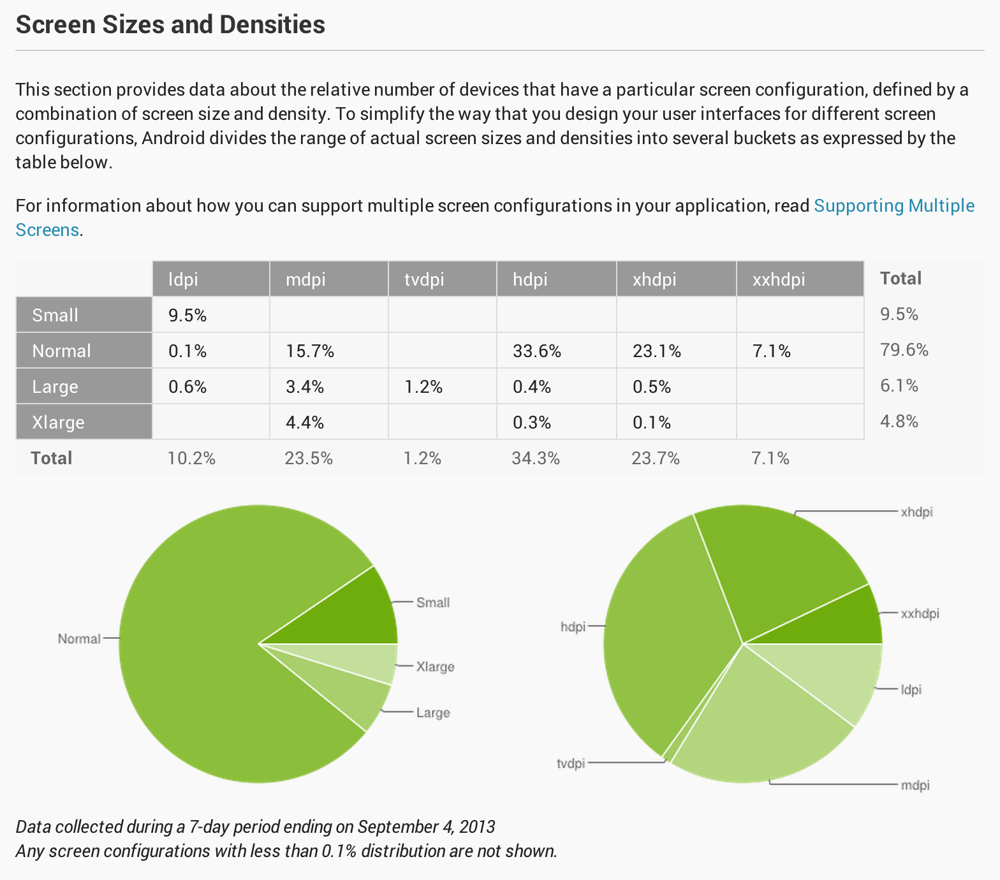 Screen Sizes and Densities
This section provides data about the relative number of devices that have a particular screen configuration, defined by a
combination of screen size and density. To simplify the way that you design your user interfaces for different screen
configurations, Android divides the range of actual screen sizes and densities into several buckets as expressed by the
table below.
For information about how you can support multiple screen configurations in your application, read Supporting Multiple
Screens.
ldpi mdpi tvdpi hdpi xhdpi xxhdpi Total
Small 9.5% 9.5%
Normal 0.1% 15.7% 33.6% 23.1% 7.1% 79.6%
Large 0.6% 3.4% 1.2% 0.4% 0.5% 6.1%
Xlarge 4.4% 0.3% 0.1% 4.8%
Total 10.2% 23.5% 1.2% 34.3% 23.7% 7.1%
Normal
Small
Xlarge
Large
xhdpi
xxhdpi
hdpi
ldpi
tvdpi
mdpi
Data collected during a 7-day period ending on September 4, 2013
Any screen configurations with less than 0.1% distribution are not shown.